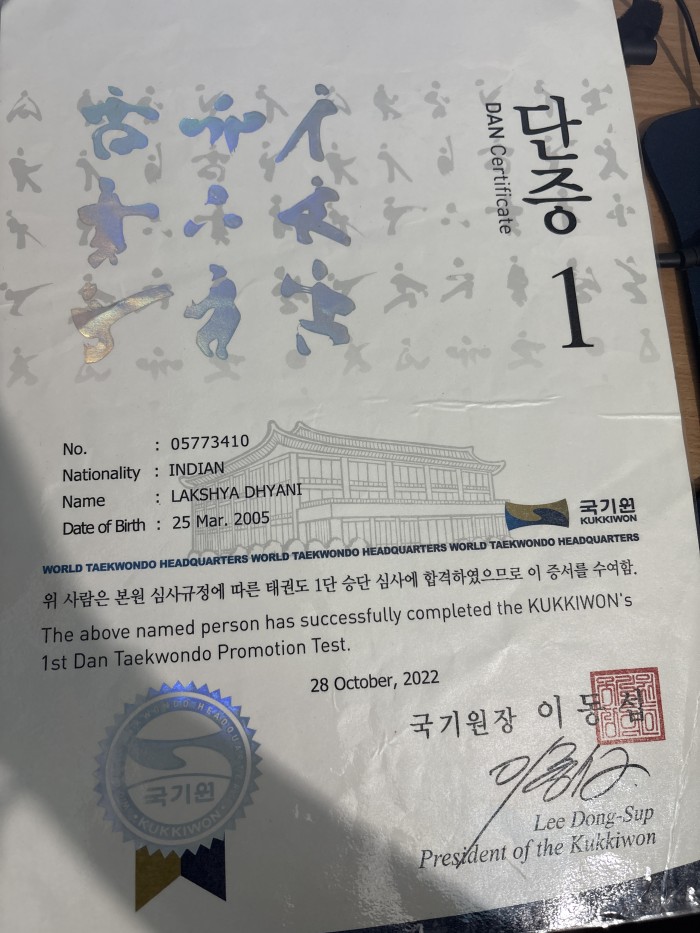 단증
DAN Certificate
1
No. : 05773410
Nationality : INDIAN
Name : LAKSHYA DHYANI
Date of Birth : 25 Mar. 2005
국기원
KUKKIWON
WORLD TAEKWONDO HEADQUARTERS WORLD TAEKWONDO HEADQUARTERS WORLD TAEKWONDO HEADQUARTERS
위 사람은 본원 심사규정에 따른 태권도 1단 승단 심사에 합격하였으므로 이 증서를 수여함.
The above named person has successfully completed the KUKKIWON's
1st Dan Taekwondo Promotion Test.
28 October, 2022
국기원장 이동섭
Lee Dong-Sup
President of the Kukkiwon
국기원
KUKKIWON